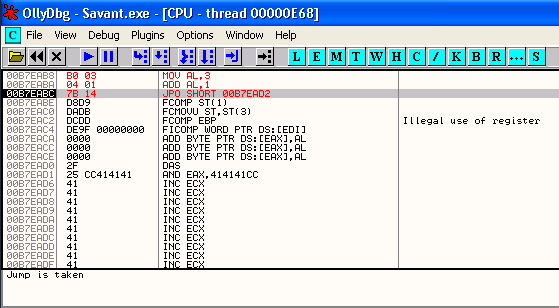 OllyDbg - Savant.exe - [CPU - thread 00000E68]
C File View Debug Plugins Options Window Help
L E M T W H C / K B R ... S
00B7EAB8 B0 03 MOV AL,3
00B7EABA 04 01 ADD AL,1
00B7EABC 7B 14 JPO SHORT 00B7EAD2
00B7EABE D8D9 FCOMP ST(1)
00B7EAC0 DADB FCMOVU ST,ST(3)
00B7EAC2 DCDD FCOMP EBP Illegal use of register
00B7EAC4 DE9F 00000000 FICOMP WORD PTR DS:[EDI]
00B7EACA 0000 ADD BYTE PTR DS:[EAX],AL
00B7EACC 0000 ADD BYTE PTR DS:[EAX],AL
00B7EACE 0000 ADD BYTE PTR DS:[EAX],AL
00B7EAD0 2F DAS
00B7EAD1 25 CC414141 AND EAX,414141CC
00B7EAD6 41 INC ECX
00B7EAD7 41 INC ECX
00B7EAD8 41 INC ECX
00B7EAD9 41 INC ECX
00B7EADA 41 INC ECX
00B7EADB 41 INC ECX
00B7EADC 41 INC ECX
00B7EADD 41 INC ECX
00B7EADE 41 INC ECX
00B7EADF 41 INC ECX
Jump is taken